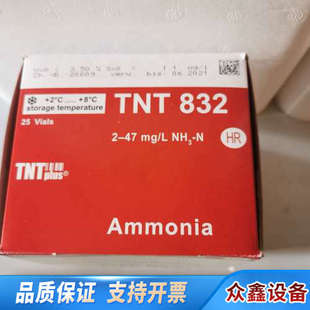 +2°C ...... +8°C
storage temperature
TNT 832
25 Vials
2–47 mg/L NH3-N
HR
TNT plus®
Ammonia
品质保证 支持开票 众鑫设备